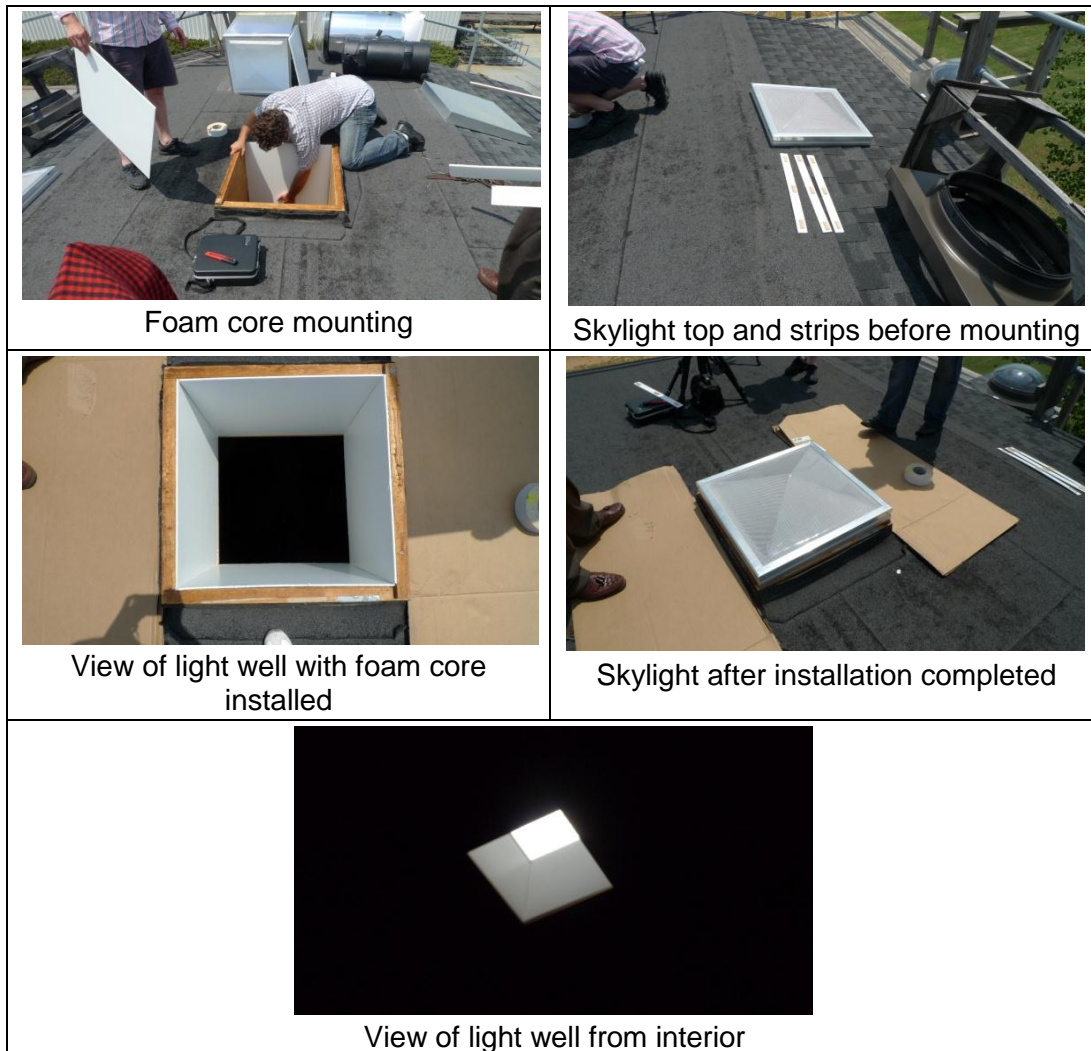 Foam core mounting
Skylight top and strips before mounting
View of light well with foam core
installed
Skylight after installation completed
View of light well from interior